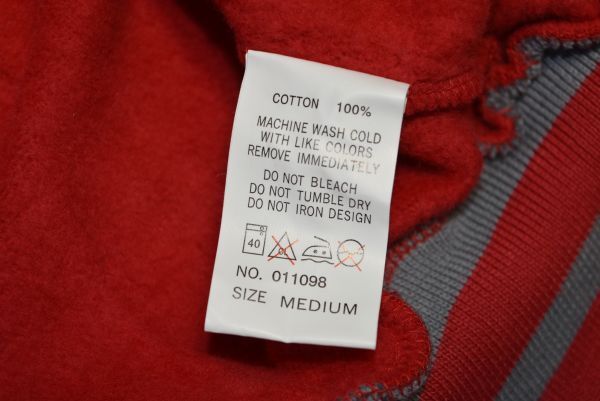 COTTON 100%
MACHINE WASH COLD
WITH LIKE COLORS
REMOVE IMMEDIATELY
DO NOT BLEACH
DO NOT TUMBLE DRY
DO NOT IRON DESIGN
40
NO. 011098
SIZE MEDIUM